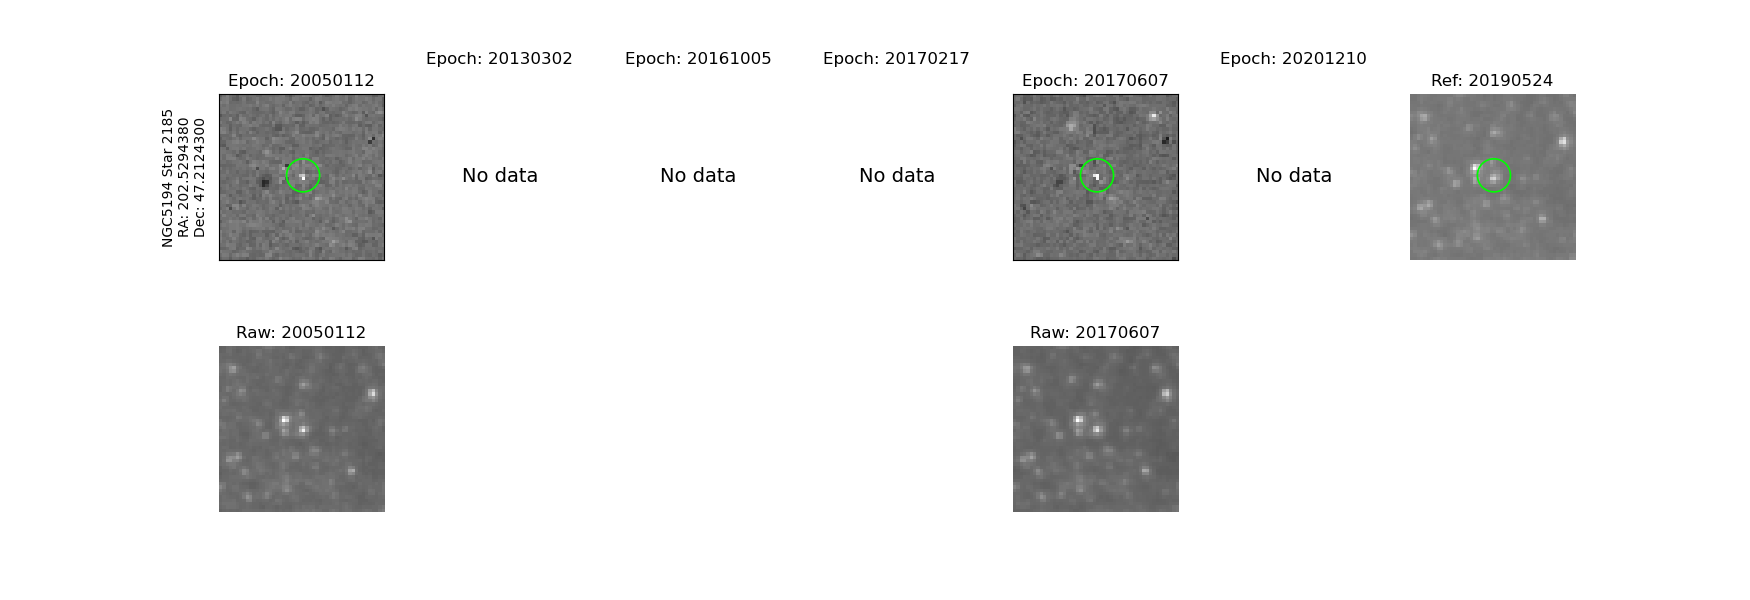 Epoch: 20050112
Epoch: 20130302
Epoch: 20161005
Epoch: 20170217
Epoch: 20170607
Epoch: 20201210
Ref: 20190524
NGC5194 Star 2185
RA: 202.5294380
Dec: 47.2124300
No data
No data
No data
No data
Raw: 20050112
Raw: 20170607